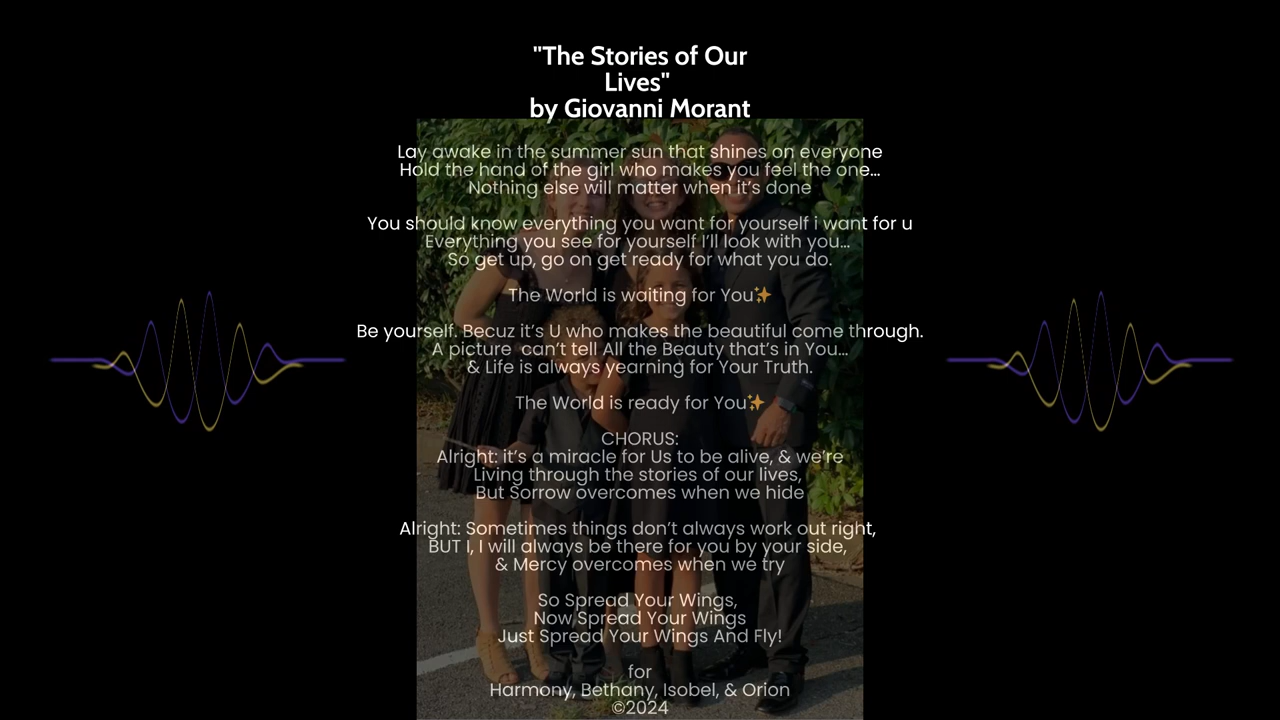 "The Stories of Our
Lives"
by Giovanni Morant
Lay awake in the summer sun that shines on everyone
Hold the hand of the girl who makes you feel the one...
Nothing else will matter when it's done
You should know everything you want for yourself i want for u
Everything you see for yourself I'll look with you...
So get up, go on get ready for what you do.
The World is waiting for You✨
Be yourself. Becuz it's U who makes the beautiful come through.
A picture can't tell All the Beauty that's in You...
& Life is always yearning for Your Truth.
The World is ready for You✨
CHORUS:
Alright: it's a miracle for Us to be alive, & we're
Living through the stories of our lives,
But Sorrow overcomes when we hide
Alright: Sometimes things don't always work out right,
BUT I, I will always be there for you by your side,
& Mercy overcomes when we try
So Spread Your Wings,
Now Spread Your Wings
Just Spread Your Wings And Fly!
for
Harmony, Bethany, Isobel, & Orion
©2024